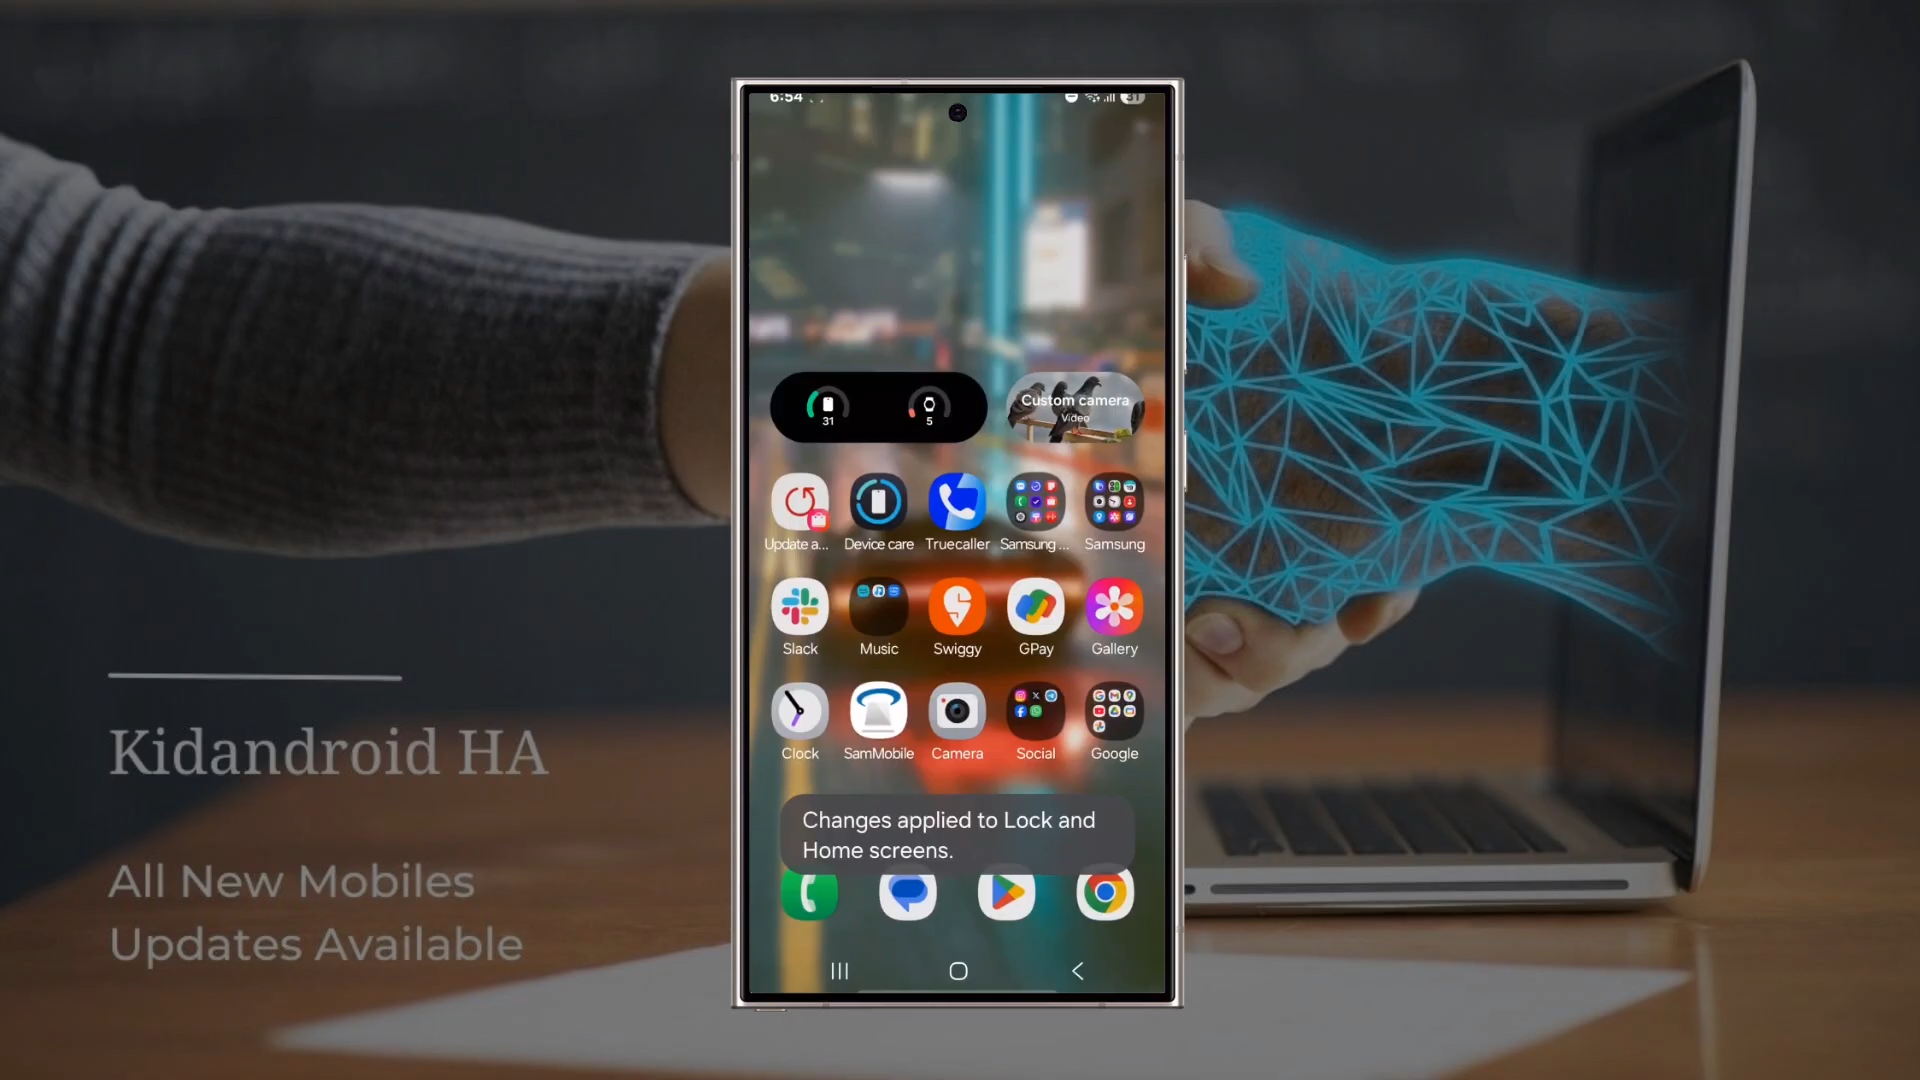 6:54
31
31
5
Custom camera
Video
Update a...
Device care
Truecaller
Samsung ...
Samsung
Slack
Music
Swiggy
GPay
Gallery
Clock
SamMobile
Camera
Social
Google
Changes applied to Lock and
Home screens.
Kidandroid HA
All New Mobiles
Updates Available